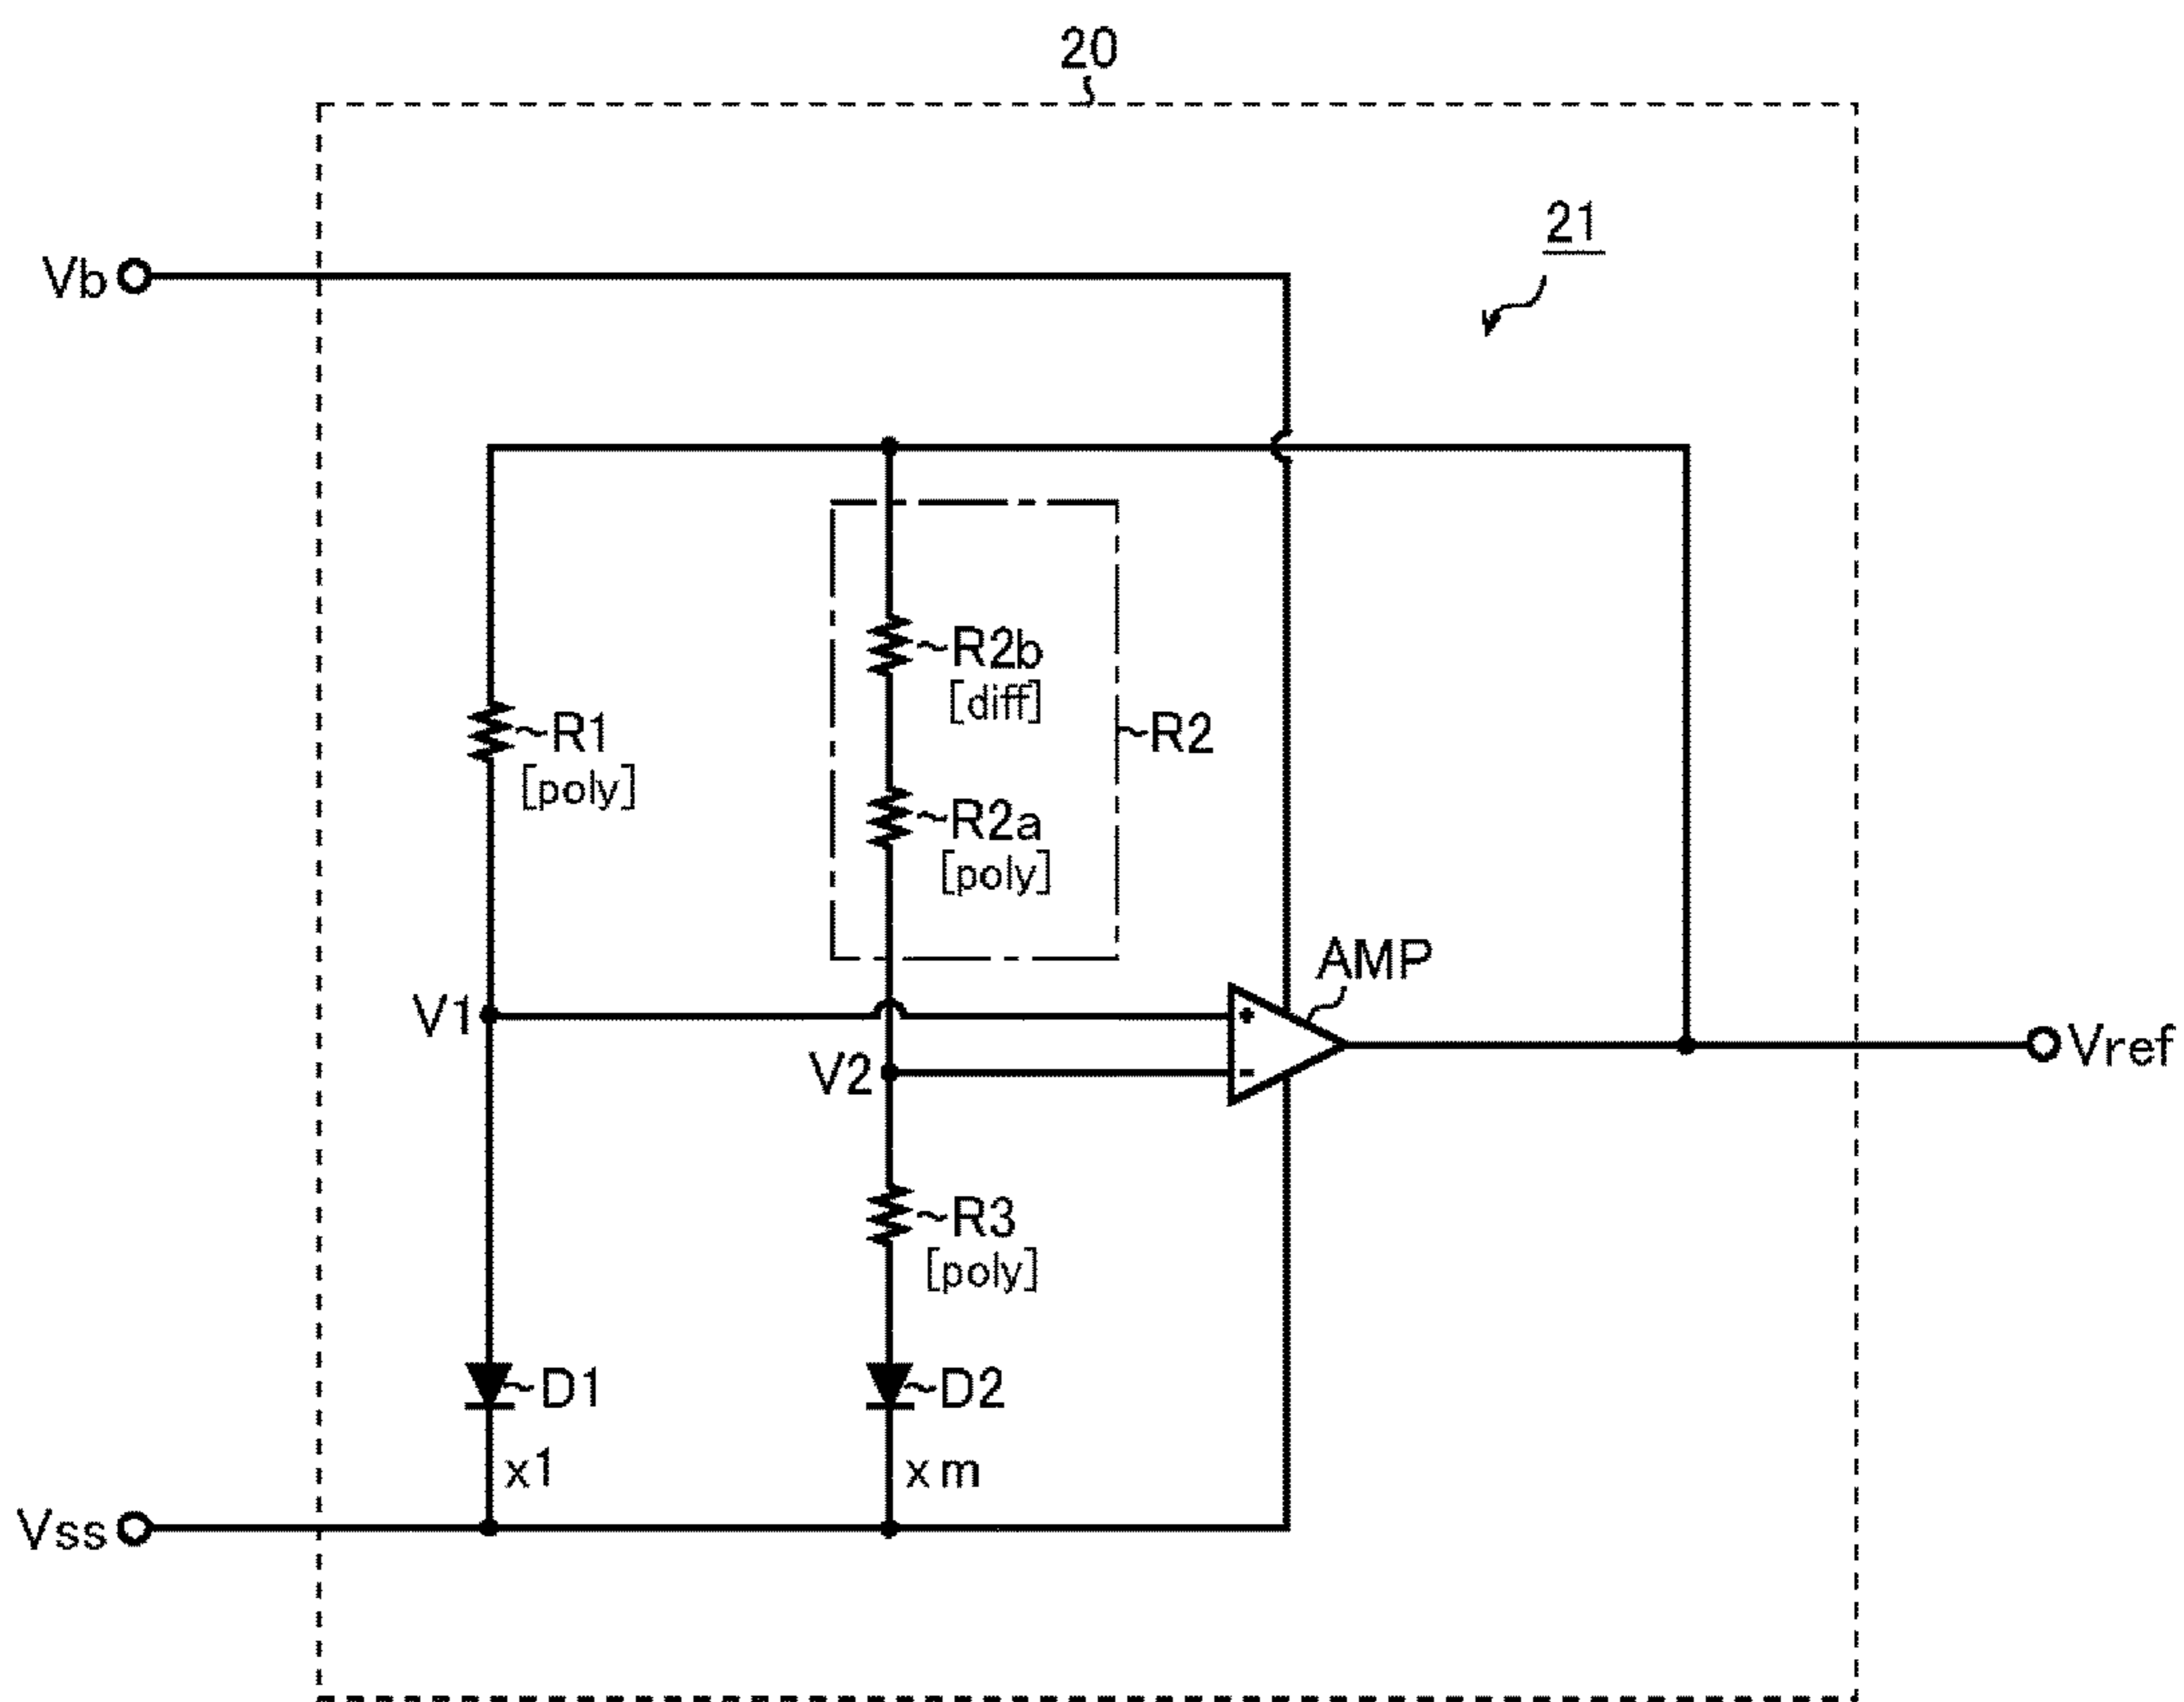 20
21
Vb
R2b
[diff]
R1
[poly]
R2
R2a
[poly]
AMP
+
V1
Vref
V2
-
R3
[poly]
D1
D2
x1
xm
Vss